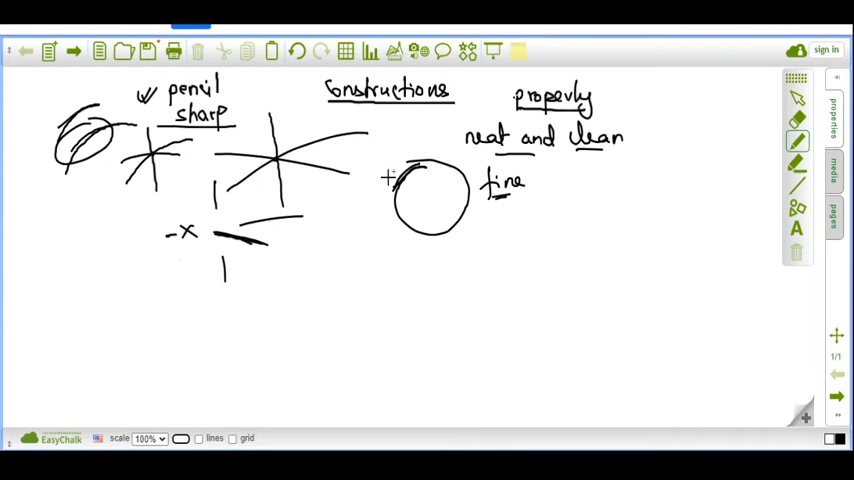 sign in
✓ pencil
sharp
Constructions
properly
neat and clean
fine
-x
properties
media
pages
1/1
EasyChalk
scale 100% lines grid